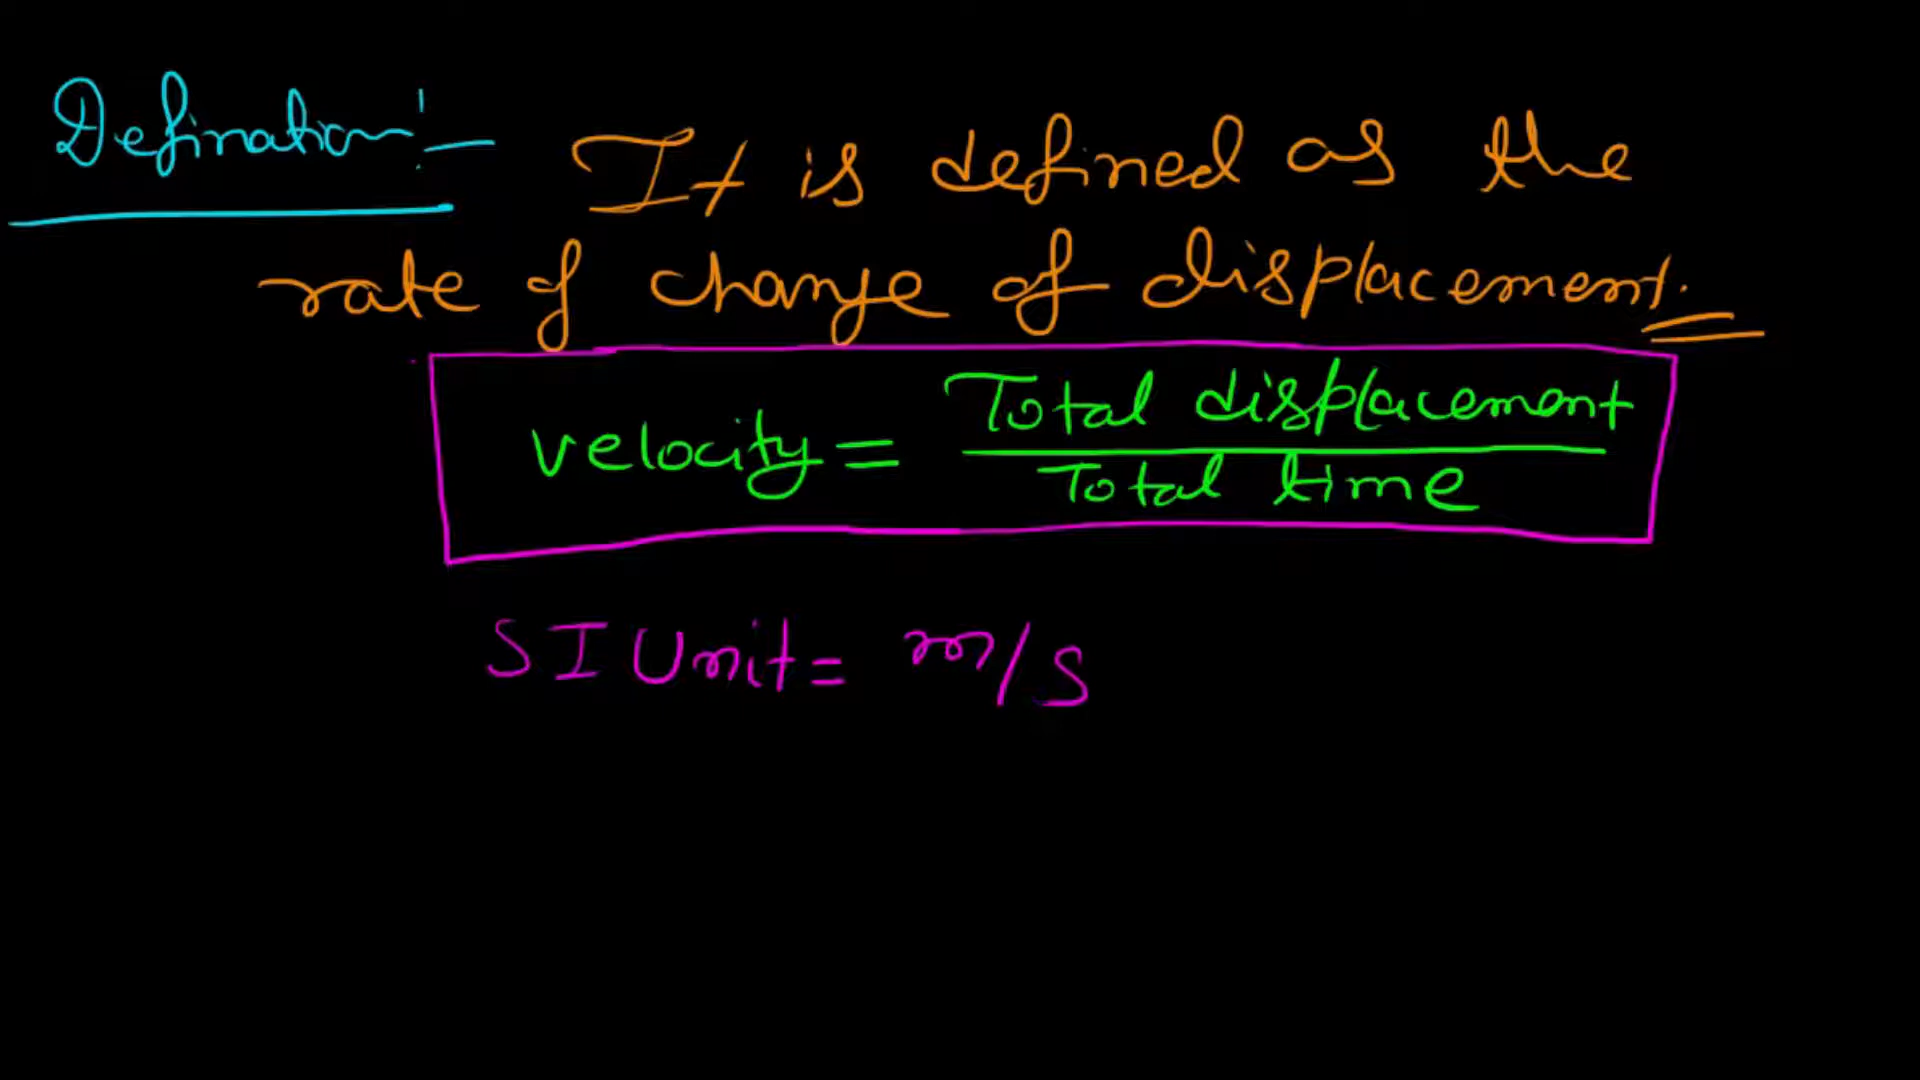 Defination:- It is defined as the
rate of change of displacement.
velocity = Total displacement / Total time
SI Unit = m/s